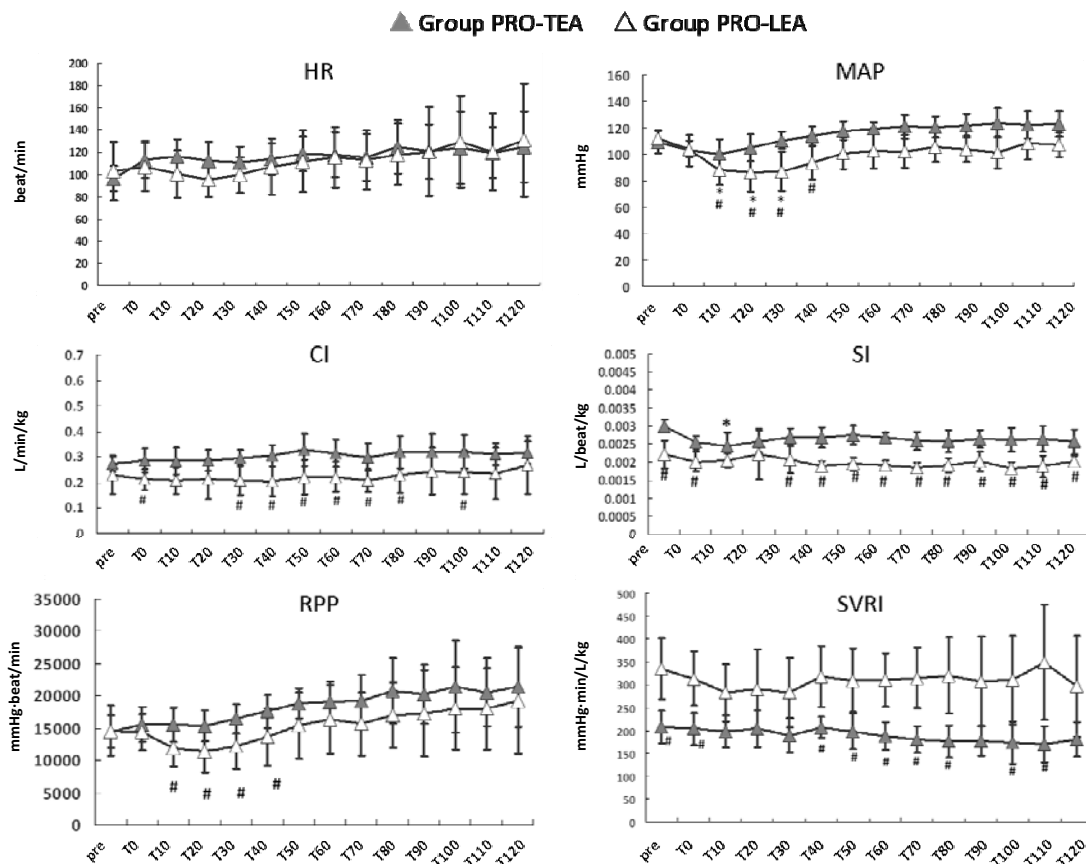 Group PRO-TEA Group PRO-LEA
HR
beat/min
200
180
160
140
120
100
80
60
40
20
0
pre T0 T10 T20 T30 T40 T50 T60 T70 T80 T90 T100 T110 T120
MAP
mmHg
160
140
120
100
80
60
40
20
0
* * *
# # # #
pre T0 T10 T20 T30 T40 T50 T60 T70 T80 T90 T100 T110 T120
CI
L/min/kg
0.7
0.6
0.5
0.4
0.3
0.2
0.1
0
# # # # # # # #
pre T0 T10 T20 T30 T40 T50 T60 T70 T80 T90 T100 T110 T120
SI
L/beat/kg
0.005
0.0045
0.004
0.0035
0.003
0.0025
0.002
0.0015
0.001
0.0005
0
*
# # # # # # # # # # # #
pre T0 T10 T20 T30 T40 T50 T60 T70 T80 T90 T100 T110 T120
RPP
mmHg·beat/min
35000
30000
25000
20000
15000
10000
5000
0
# # # #
pre T0 T10 T20 T30 T40 T50 T60 T70 T80 T90 T100 T110 T120
SVRI
mmHg·min/L/kg
500
450
400
350
300
250
200
150
100
50
0
# # # # # # # # #
pre T0 T10 T20 T30 T40 T50 T60 T70 T80 T90 T100 T110 T120